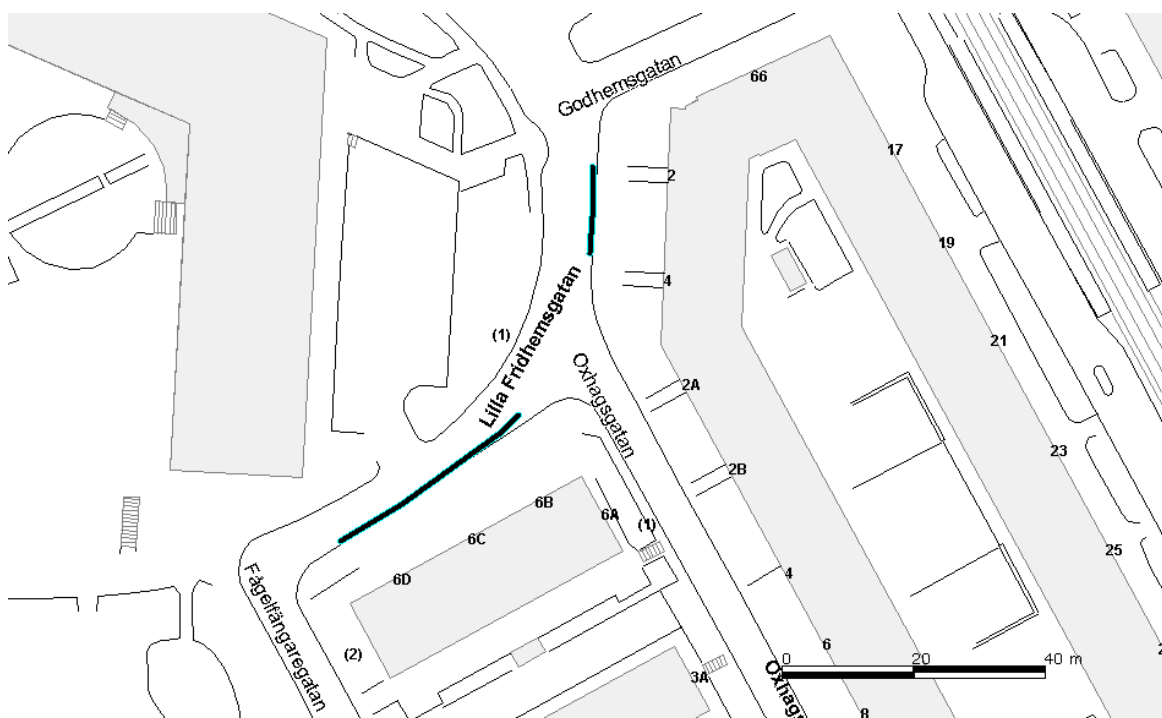 66
Godhemsgatan
17
2
19
4
Lilla Fridhemsgatan
(1)
21
Oxhagsgatan
2A
23
2B
6B
6A
(1)
6C
25
6D
4
Fågelfängaregatan
(2)
6
0 20 40 m
3A
8